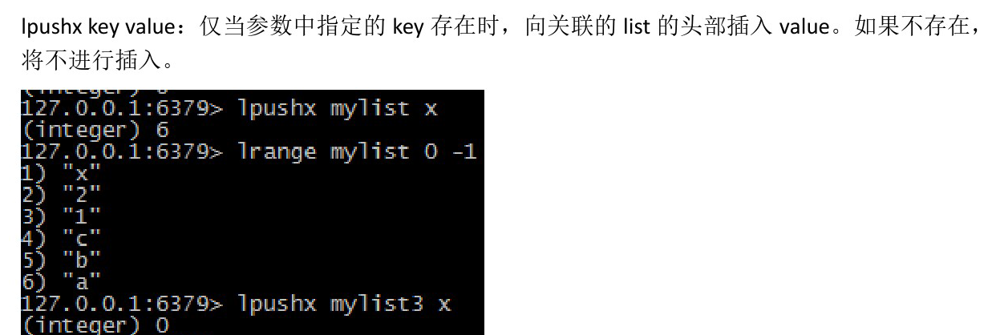 lpushx key value：仅当参数中指定的 key 存在时，向关联的 list 的头部插入 value。如果不存在，
将不进行插入。
127.0.0.1:6379> lpushx mylist x
(integer) 6
127.0.0.1:6379> lrange mylist 0 -1
1) "x"
2) "2"
3) "1"
4) "c"
5) "b"
6) "a"
127.0.0.1:6379> lpushx mylist3 x
(integer) 0